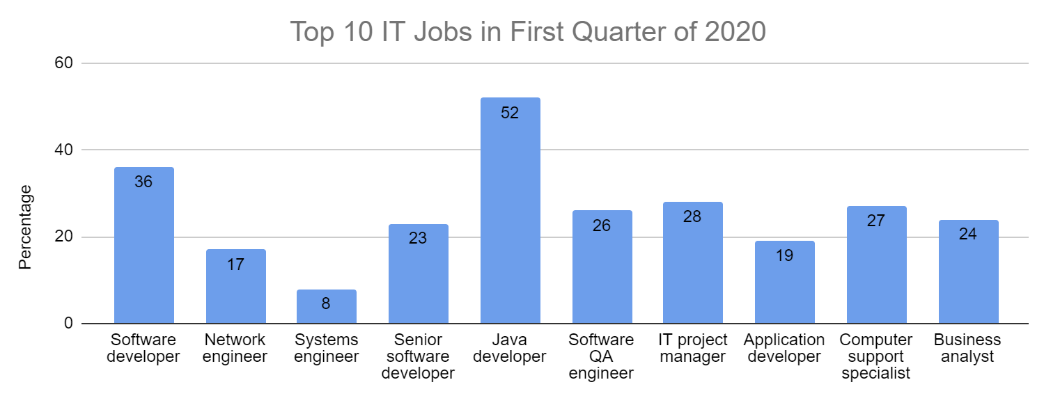 Top 10 IT Jobs in First Quarter of 2020
Percentage
60
40
20
0
36
17
8
23
52
26
28
19
27
24
Software
developer
Network
engineer
Systems
engineer
Senior
software
developer
Java
developer
Software
QA
engineer
IT project
manager
Application
developer
Computer
support
specialist
Business
analyst